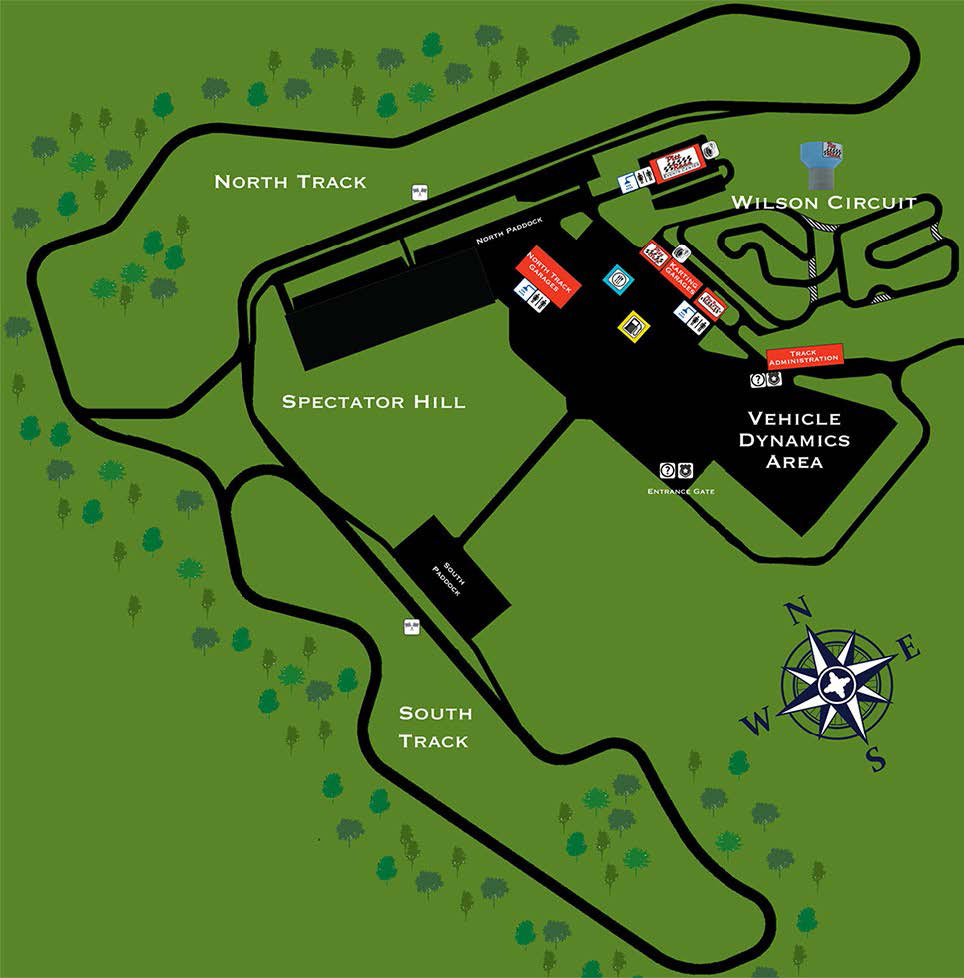 NORTH TRACK
WILSON CIRCUIT
NORTH PADDOCK
NORTH TRACK
GARAGES
KARTING
GARAGES
TRACK
ADMINISTRATION
SPECTATOR HILL
VEHICLE
DYNAMICS
AREA
?
?
ENTRANCE GATE
SOUTH
PADDOCK
N
E
W
S
SOUTH
TRACK